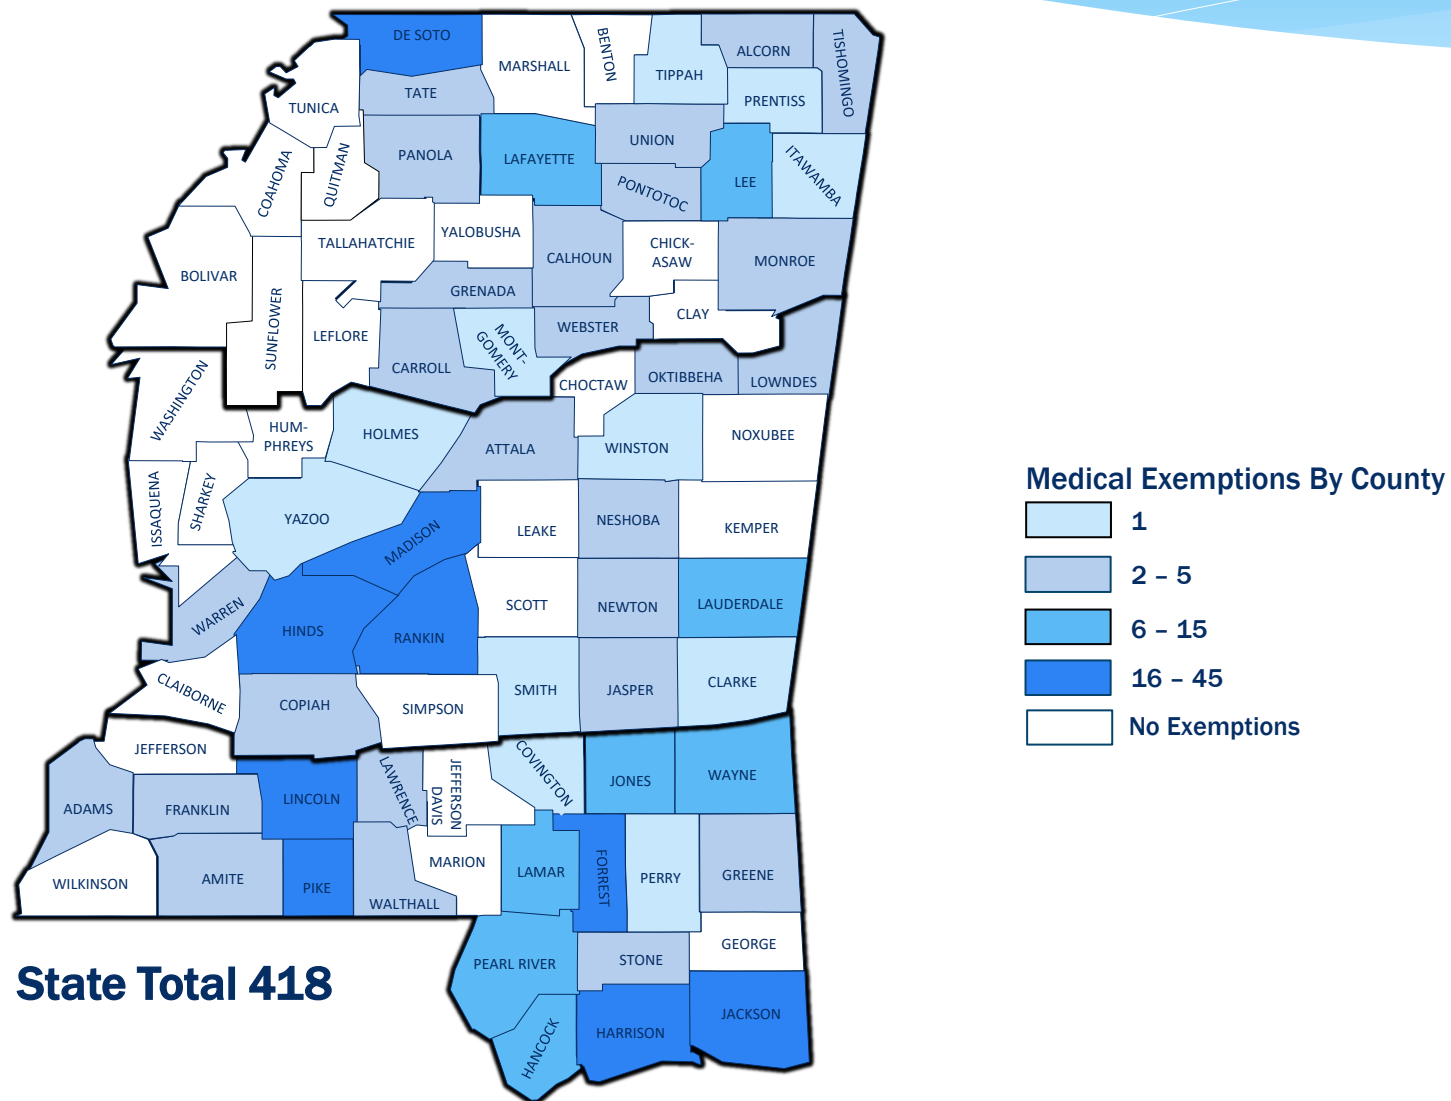 DE SOTO
MARSHALL
BENTON
TIPPAH
ALCORN
TISHOMINGO
TUNICA
TATE
PRENTISS
COAHOMA
QUITMAN
PANOLA
LAFAYETTE
UNION
PONTOTOC
LEE
ITAWAMBA
BOLIVAR
TALLAHATCHIE
YALOBUSHA
CALHOUN
CHICK-
ASAW
MONROE
SUNFLOWER
LEFLORE
GRENADA
CARROLL
MONT-
GOMERY
WEBSTER
CLAY
WASHINGTON
HUM-
PHREYS
HOLMES
ATTALA
CHOCTAW
OKTIBBEHA
LOWNDES
WINSTON
NOXUBEE
ISSAQUENA
SHARKEY
YAZOO
MADISON
LEAKE
NESHOBA
KEMPER
WARREN
HINDS
RANKIN
SCOTT
NEWTON
LAUDERDALE
CLAIBORNE
COPIAH
SIMPSON
SMITH
JASPER
CLARKE
JEFFERSON
ADAMS
FRANKLIN
LINCOLN
LAWRENCE
JEFFERSON
DAVIS
COVINGTON
JONES
WAYNE
WILKINSON
AMITE
PIKE
WALTHALL
MARION
LAMAR
FORREST
PERRY
GREENE
PEARL RIVER
STONE
GEORGE
HANCOCK
HARRISON
JACKSON
State Total 418
Medical Exemptions By County
1
2 – 5
6 – 15
16 – 45
No Exemptions